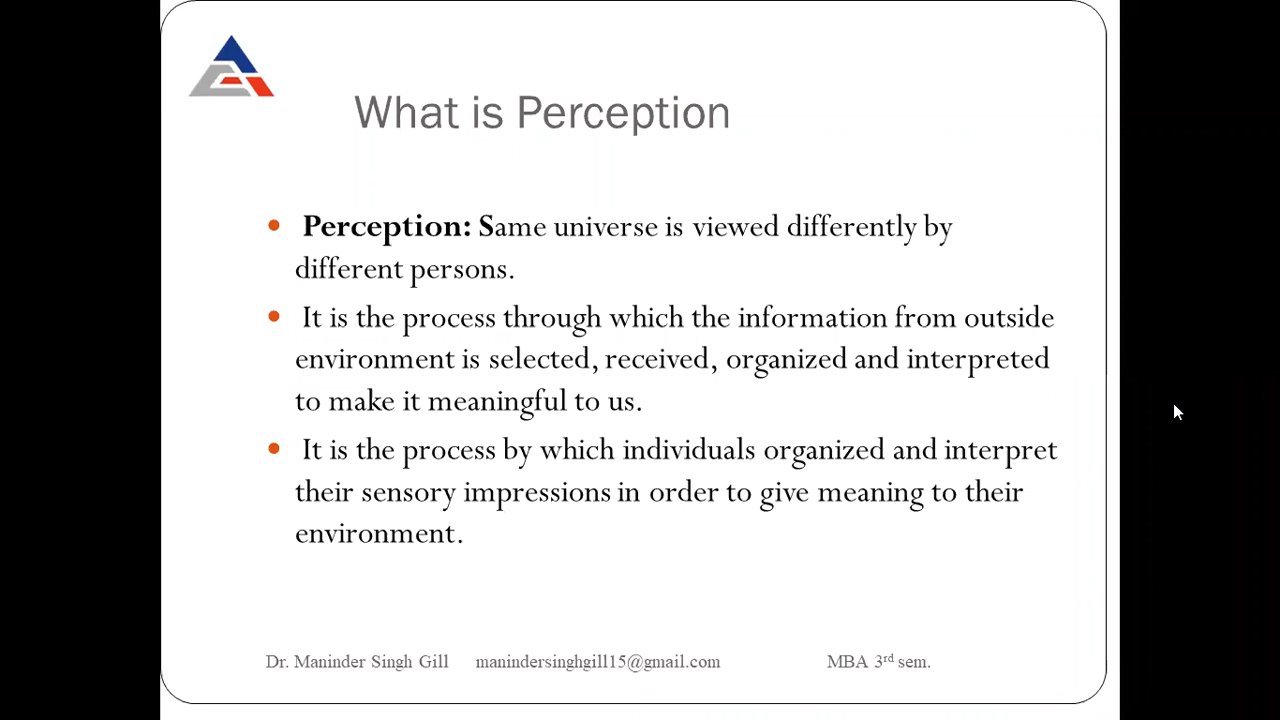 What is Perception
Perception: Same universe is viewed differently by
different persons.
It is the process through which the information from outside
environment is selected, received, organized and interpreted
to make it meaningful to us.
It is the process by which individuals organized and interpret
their sensory impressions in order to give meaning to their
environment.
Dr. Maninder Singh Gill manindersinghgill15@gmail.com MBA 3rd sem.